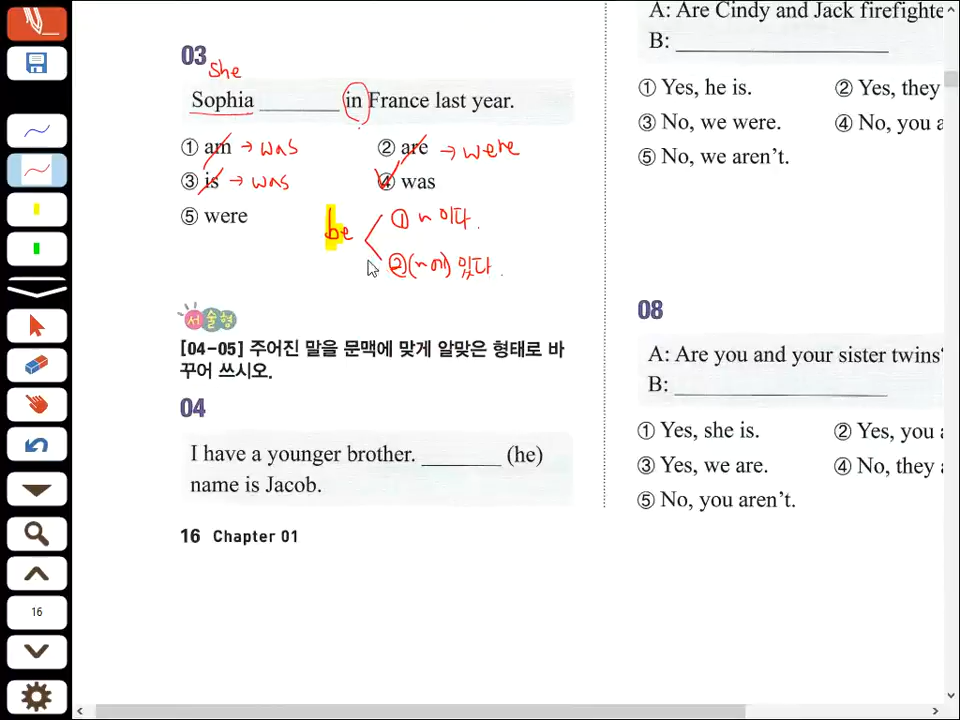 03
She
Sophia ________ in France last year.
① am → was
② are → were
③ is → was
④ was
⑤ were
be
① n 이다.
② (n에) 있다.
서술형
[04-05] 주어진 말을 문맥에 맞게 알맞은 형태로 바
꾸어 쓰시오.
04
I have a younger brother. ________ (he)
name is Jacob.
16 Chapter 01
A: Are Cindy and Jack firefighte
B: ____________________
① Yes, he is.
② Yes, they
③ No, we were.
④ No, you a
⑤ No, we aren't.
08
A: Are you and your sister twins?
B: ____________________
① Yes, she is.
② Yes, you a
③ Yes, we are.
④ No, they a
⑤ No, you aren't.
16